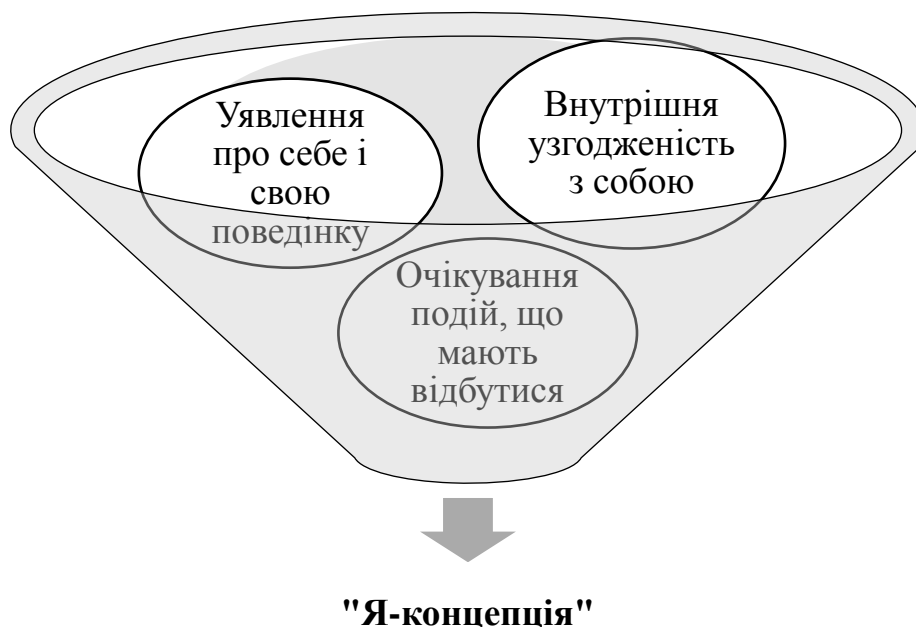 Уявлення
про себе і
свою
поведінку
Внутрішня
узгодженість
з собою
Очікування
подій, що
мають
відбутися
"Я-концепція"